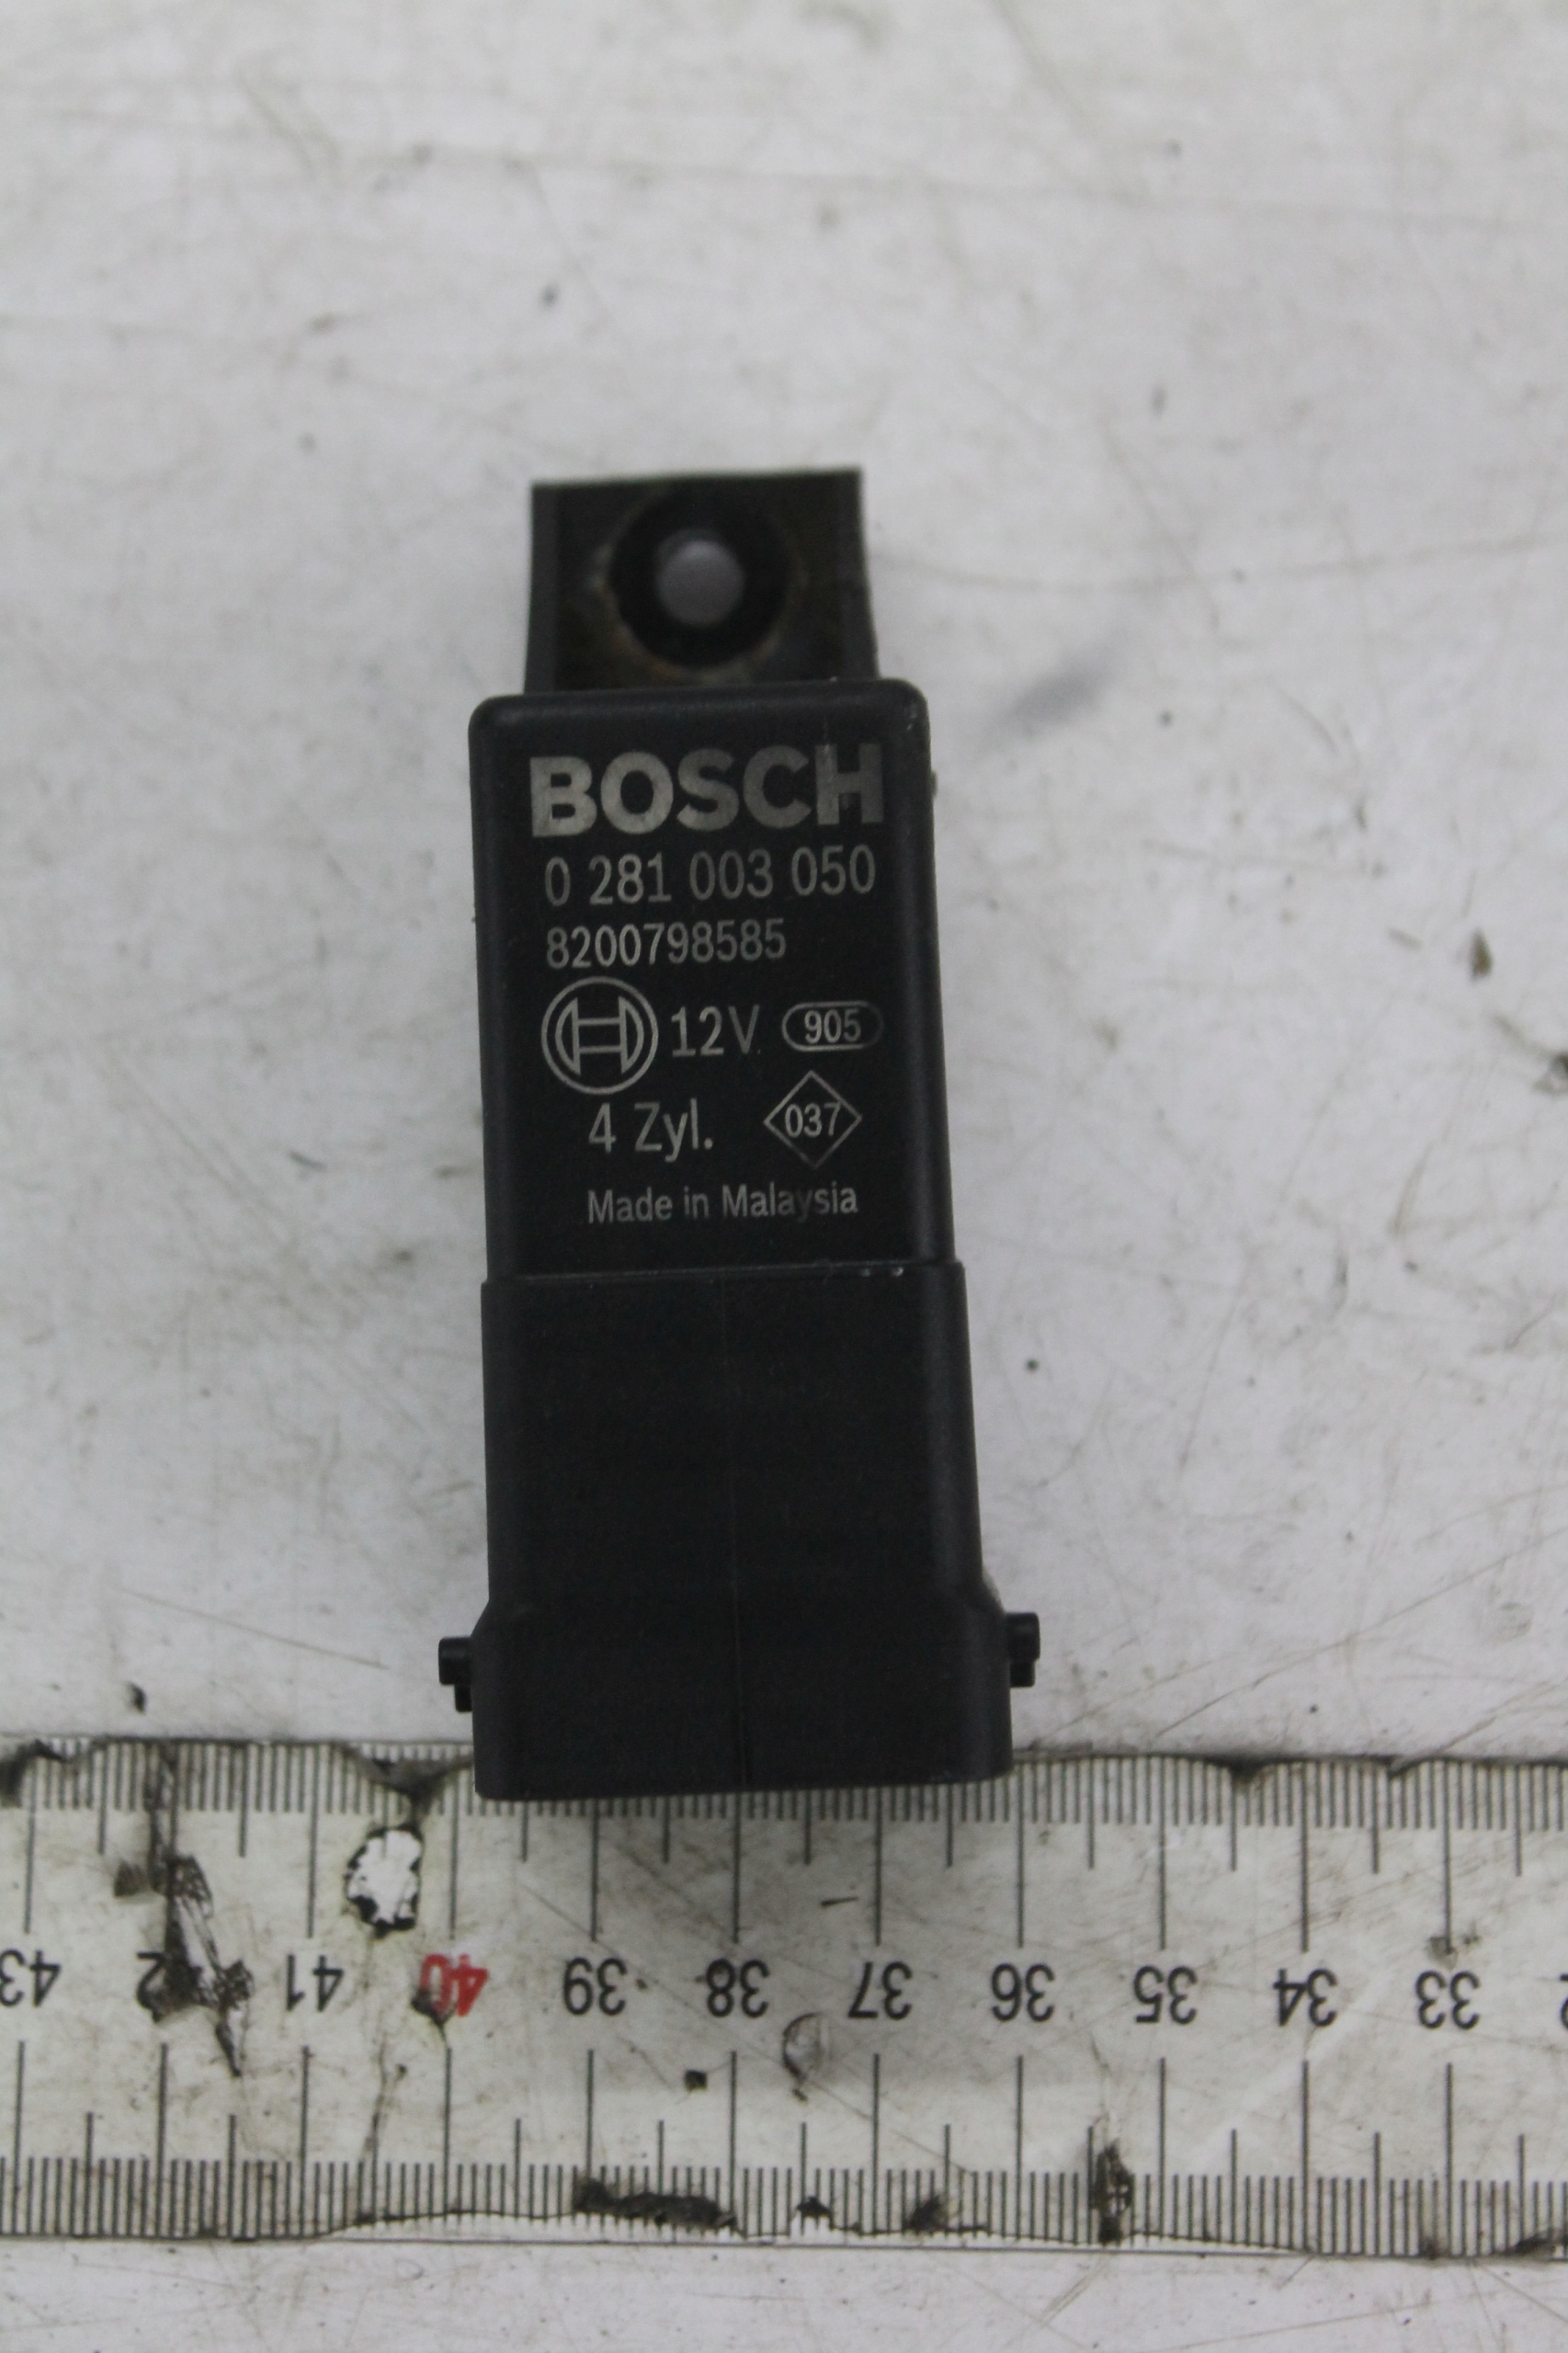 BOSCH
0 281 003 050
8200798585
12V 905
4 Zyl. 037
Made in Malaysia
43 41 40 39 38 37 36 35 34 33